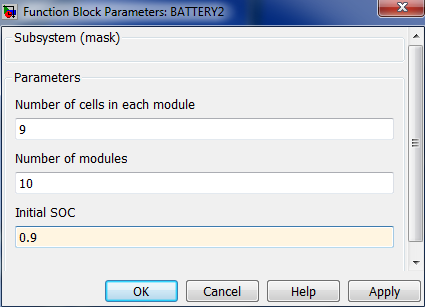 Function Block Parameters: BATTERY2
Subsystem (mask)
Parameters
Number of cells in each module
9
Number of modules
10
Initial SOC
0.9
OK Cancel Help Apply